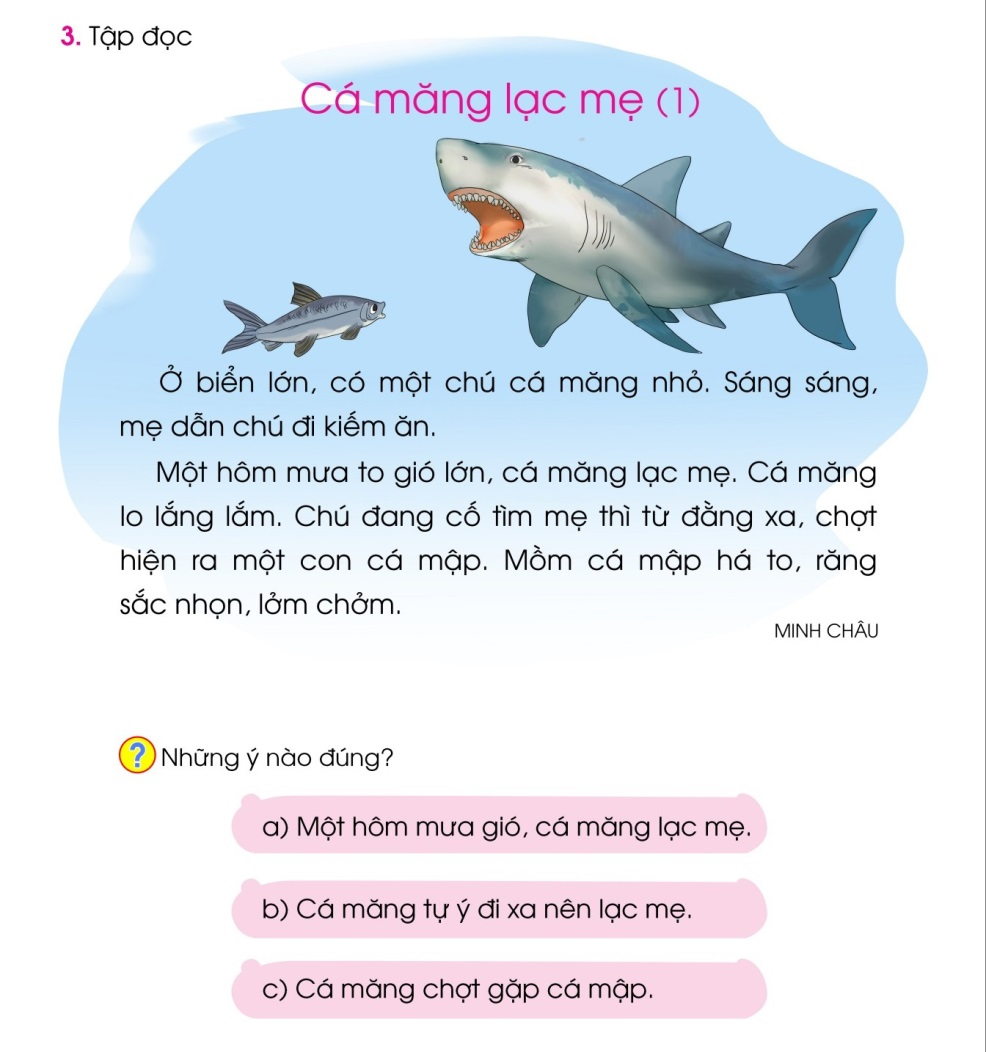 3. Tập đọc
Cá măng lạc mẹ (1)
Ở biển lớn, có một chú cá măng nhỏ. Sáng sáng,
mẹ dẫn chú đi kiếm ăn.
Một hôm mưa to gió lớn, cá măng lạc mẹ. Cá măng
lo lắng lắm. Chú đang cố tìm mẹ thì từ đằng xa, chợt
hiện ra một con cá mập. Mồm cá mập há to, răng
sắc nhọn, lởm chởm.
MINH CHÂU
? Những ý nào đúng?
a) Một hôm mưa gió, cá măng lạc mẹ.
b) Cá măng tự ý đi xa nên lạc mẹ.
c) Cá măng chợt gặp cá mập.